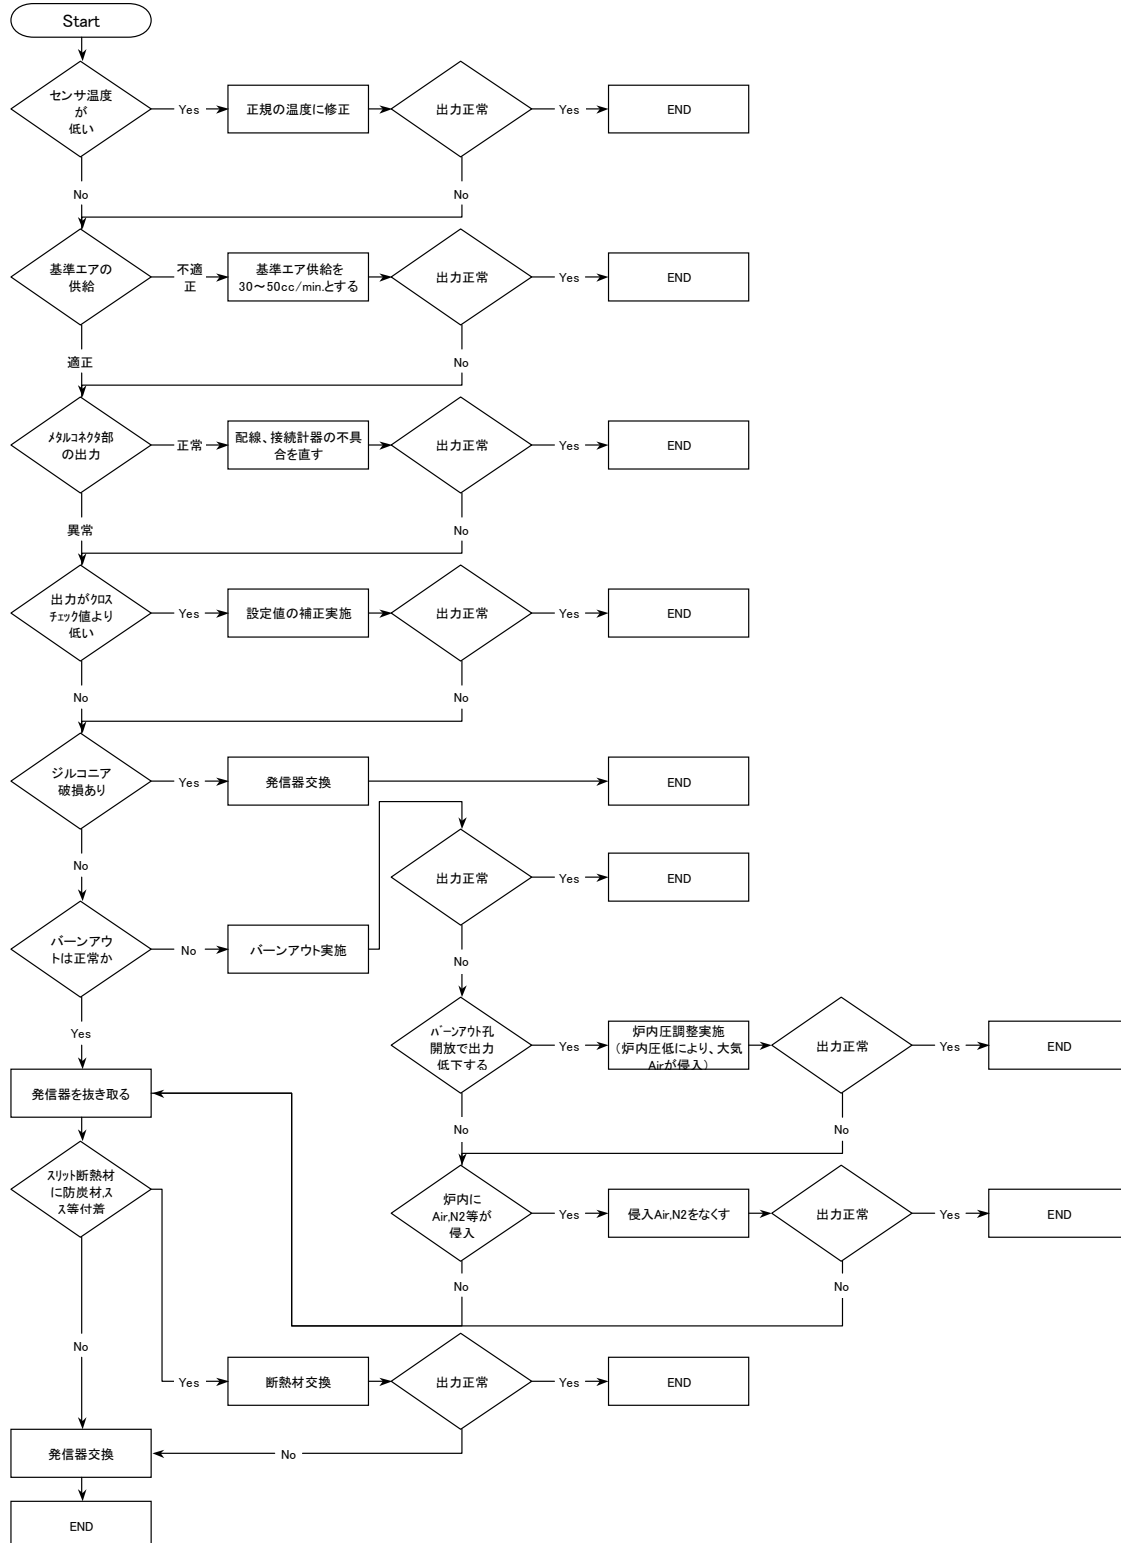 Start
センサ温度
が
低い
Yes
正規の温度に修正
出力正常
Yes
END
No
No
基準エアの
供給
不適
正
基準エア供給を
30～50cc/min.とする
出力正常
Yes
END
適正
No
ﾒﾀﾙｺﾈｸﾀ部
の出力
正常
配線、接続計器の不具
合を直す
出力正常
Yes
END
異常
No
出力がｸﾛｽ
ﾁｪｯｸ値より
低い
Yes
設定値の補正実施
出力正常
Yes
END
No
No
ジルコニア
破損あり
Yes
発信器交換
END
No
出力正常
Yes
END
バーンアウ
トは正常か
No
バーンアウト実施
No
Yes
ﾊﾞｰﾝｱｳﾄ孔
開放で出力
低下する
Yes
炉内圧調整実施
（炉内圧低により、大気
Airが侵入）
出力正常
Yes
END
発信器を抜き取る
No
No
ｽﾘｯﾄ断熱材
に防炭材,ｽ
ｽ等付着
炉内に
Air,N2等が
侵入
Yes
侵入Air,N2をなくす
出力正常
Yes
END
No
No
No
Yes
断熱材交換
出力正常
Yes
END
発信器交換
No
END